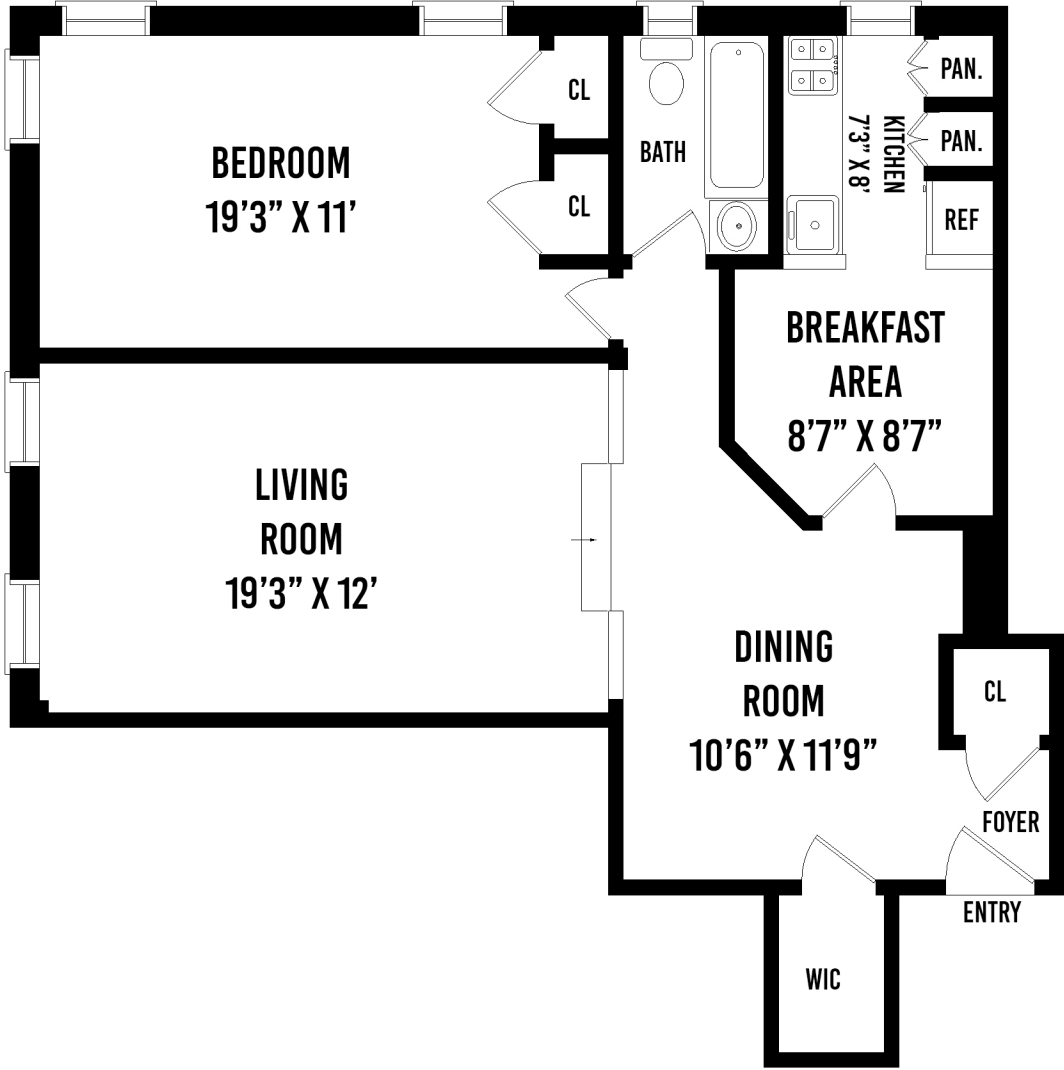 BEDROOM
19’3” X 11’
CL
CL
BATH
KITCHEN
7’3” X 8’
PAN.
PAN.
REF
BREAKFAST
AREA
8’7” X 8’7”
LIVING
ROOM
19’3” X 12’
DINING
ROOM
10’6” X 11’9”
CL
FOYER
ENTRY
WIC